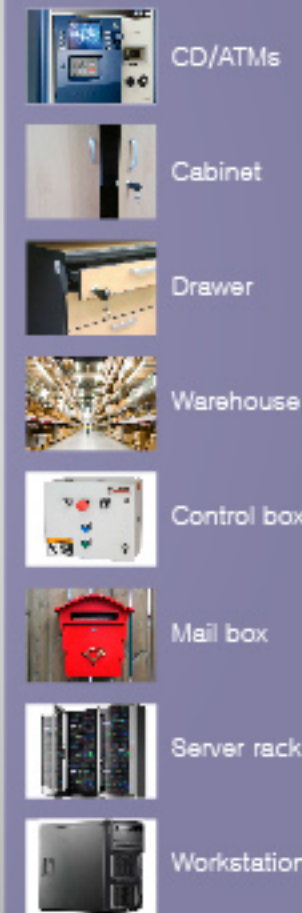 CD/ATMs
Cabinet
Drawer
Warehouse
Control box
Mail box
Server rack
Workstation